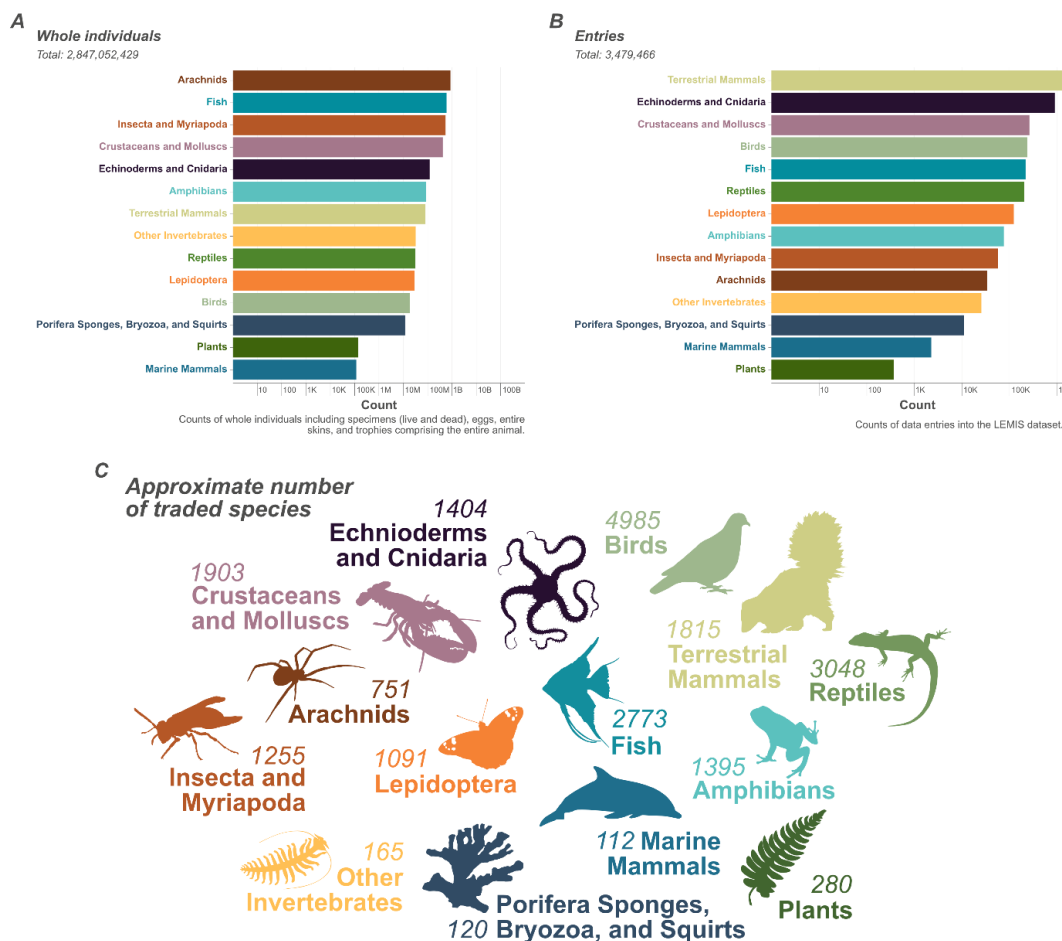 A
Whole individuals
Total: 2,847,052,429
Arachnids
Fish
Insecta and Myriapoda
Crustaceans and Molluscs
Echinoderms and Cnidaria
Amphibians
Terrestrial Mammals
Other Invertebrates
Reptiles
Lepidoptera
Birds
Porifera Sponges, Bryozoa, and Squirts
Plants
Marine Mammals
10 100 1K 10K 100K 1M 10M 100M 1B 10B 100B
Count
Counts of whole individuals including specimens (live and dead), eggs, entire
skins, and trophies comprising the entire animal.
B
Entries
Total: 3,479,466
Terrestrial Mammals
Echinoderms and Cnidaria
Crustaceans and Molluscs
Birds
Fish
Reptiles
Lepidoptera
Amphibians
Insecta and Myriapoda
Arachnids
Other Invertebrates
Porifera Sponges, Bryozoa, and Squirts
Marine Mammals
Plants
10 100 1K 10K 100K
Count
Counts of data entries into the LEMIS dataset.
C
Approximate number
of traded species
1404
Echnioderms
and Cnidaria
4985
Birds
1903
Crustaceans
and Molluscs
1815
Terrestrial
Mammals
3048
Reptiles
751
Arachnids
2773
Fish
1255
Insecta and
Myriapoda
1091
Lepidoptera
1395
Amphibians
112 Marine
Mammals
165
Other
Invertebrates
120 Porifera Sponges,
Bryozoa, and Squirts
280
Plants